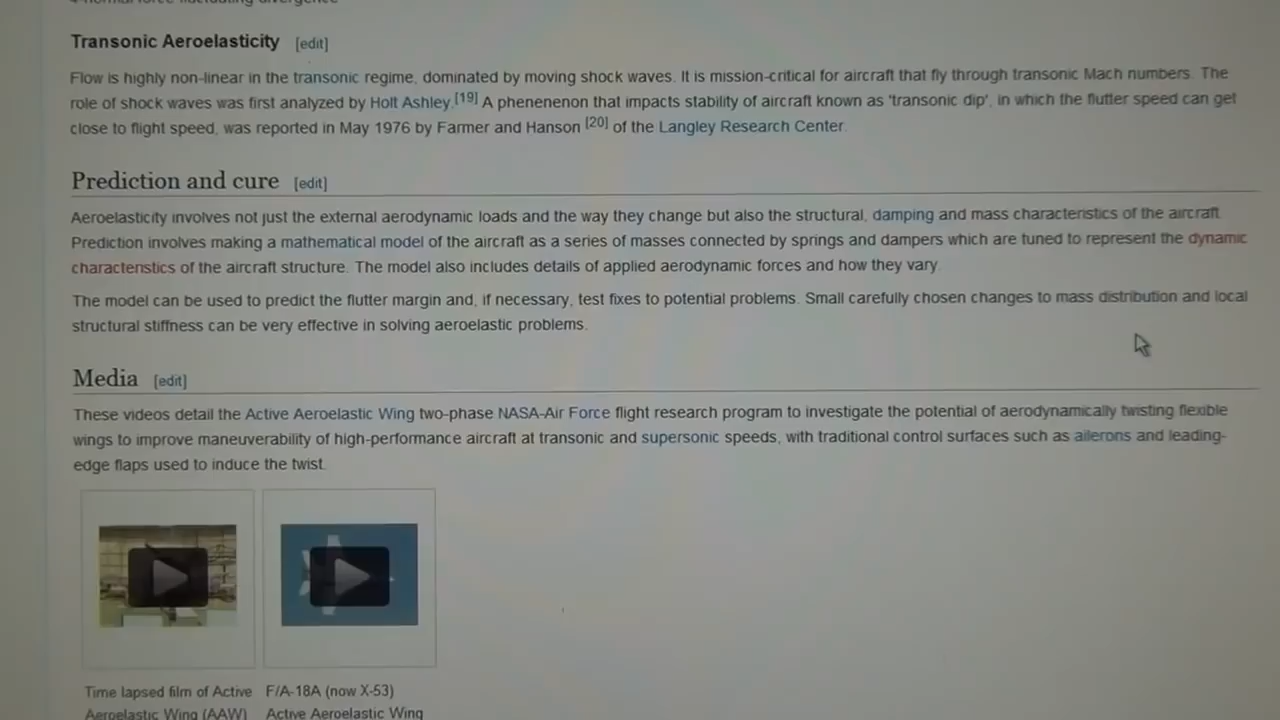 4-normal force fluctuating divergence
Transonic Aeroelasticity [edit]
Flow is highly non-linear in the transonic regime, dominated by moving shock waves. It is mission-critical for aircraft that fly through transonic Mach numbers. The
role of shock waves was first analyzed by Holt Ashley.[19] A phenenenon that impacts stability of aircraft known as 'transonic dip', in which the flutter speed can get
close to flight speed, was reported in May 1976 by Farmer and Hanson [20] of the Langley Research Center.
Prediction and cure [edit]
Aeroelasticity involves not just the external aerodynamic loads and the way they change but also the structural, damping and mass characteristics of the aircraft.
Prediction involves making a mathematical model of the aircraft as a series of masses connected by springs and dampers which are tuned to represent the dynamic
characteristics of the aircraft structure. The model also includes details of applied aerodynamic forces and how they vary.
The model can be used to predict the flutter margin and, if necessary, test fixes to potential problems. Small carefully chosen changes to mass distribution and local
structural stiffness can be very effective in solving aeroelastic problems.
Media [edit]
These videos detail the Active Aeroelastic Wing two-phase NASA-Air Force flight research program to investigate the potential of aerodynamically twisting flexible
wings to improve maneuverability of high-performance aircraft at transonic and supersonic speeds, with traditional control surfaces such as ailerons and leading-
edge flaps used to induce the twist.
Time lapsed film of Active
Aeroelastic Wing (AAW)
F/A-18A (now X-53)
Active Aeroelastic Wing